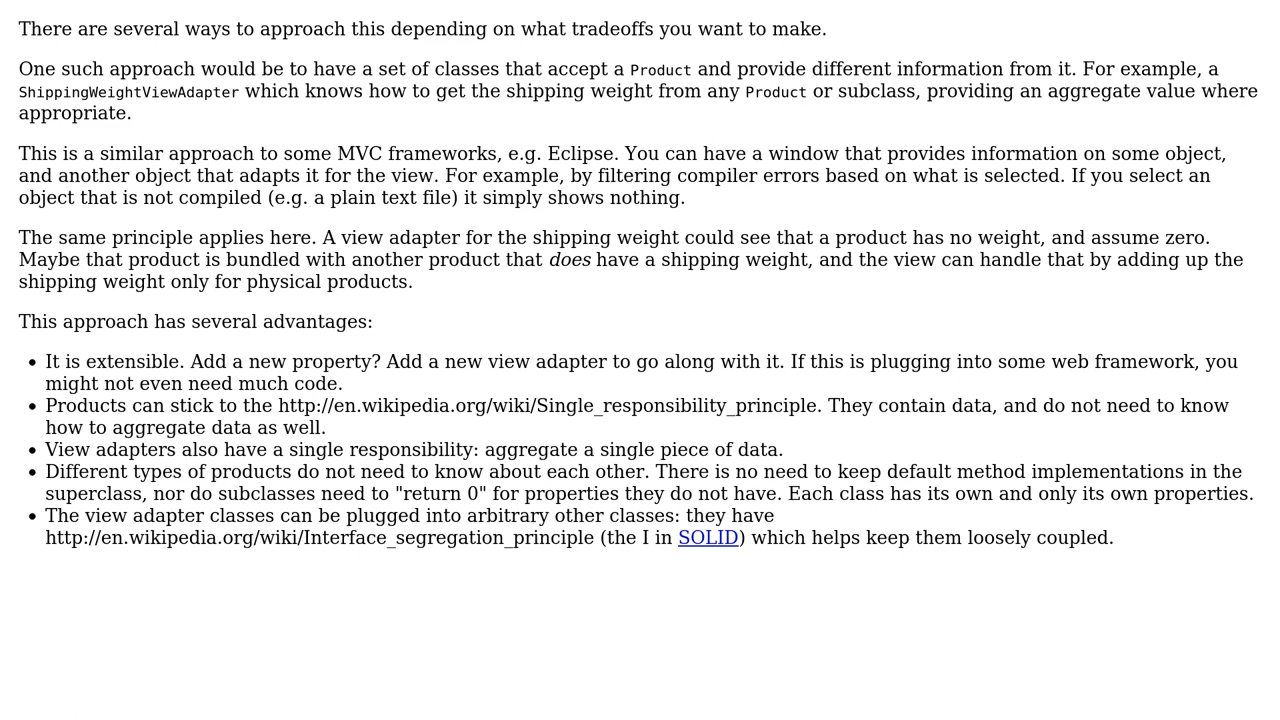 There are several ways to approach this depending on what tradeoffs you want to make.
One such approach would be to have a set of classes that accept a Product and provide different information from it. For example, a
ShippingWeightViewAdapter which knows how to get the shipping weight from any Product or subclass, providing an aggregate value where
appropriate.
This is a similar approach to some MVC frameworks, e.g. Eclipse. You can have a window that provides information on some object,
and another object that adapts it for the view. For example, by filtering compiler errors based on what is selected. If you select an
object that is not compiled (e.g. a plain text file) it simply shows nothing.
The same principle applies here. A view adapter for the shipping weight could see that a product has no weight, and assume zero.
Maybe that product is bundled with another product that does have a shipping weight, and the view can handle that by adding up the
shipping weight only for physical products.
This approach has several advantages:
• It is extensible. Add a new property? Add a new view adapter to go along with it. If this is plugging into some web framework, you
might not even need much code.
• Products can stick to the http://en.wikipedia.org/wiki/Single_responsibility_principle. They contain data, and do not need to know
how to aggregate data as well.
• View adapters also have a single responsibility: aggregate a single piece of data.
• Different types of products do not need to know about each other. There is no need to keep default method implementations in the
superclass, nor do subclasses need to "return 0" for properties they do not have. Each class has its own and only its own properties.
• The view adapter classes can be plugged into arbitrary other classes: they have
http://en.wikipedia.org/wiki/Interface_segregation_principle (the I in SOLID) which helps keep them loosely coupled.